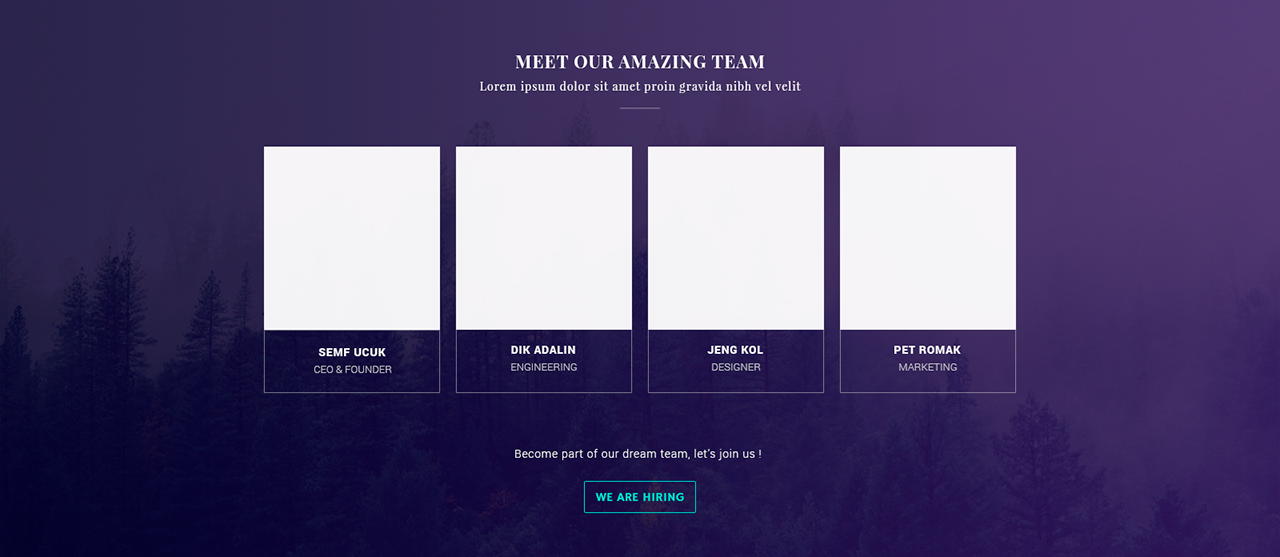 MEET OUR AMAZING TEAM
Lorem ipsum dolor sit amet proin gravida nibh vel velit
SEMF UCUK
CEO & FOUNDER
DIK ADALIN
ENGINEERING
JENG KOL
DESIGNER
PET ROMAK
MARKETING
Become part of our dream team, let's join us !
WE ARE HIRING